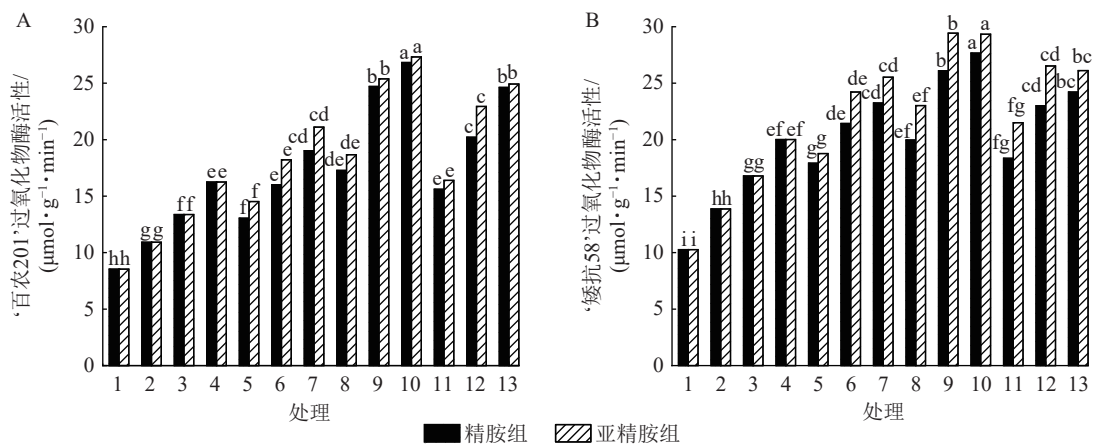 A
‘百农201’过氧化物酶活性/
(μmol·g⁻¹·min⁻¹)
30
25
20
15
10
5
0
hh
gg
ff
ee
f f
e e
cd cd
de de
b b
a a
e e
c c
b b
1 2 3 4 5 6 7 8 9 10 11 12 13
处理
B
‘矮抗58’过氧化物酶活性/
(μmol·g⁻¹·min⁻¹)
30
25
20
15
10
5
0
i i
hh
gg
ef ef
g g
de de
cd cd
ef ef
b b
a a
fg fg
cd cd
bc bc
1 2 3 4 5 6 7 8 9 10 11 12 13
处理
精胺组 亚精胺组